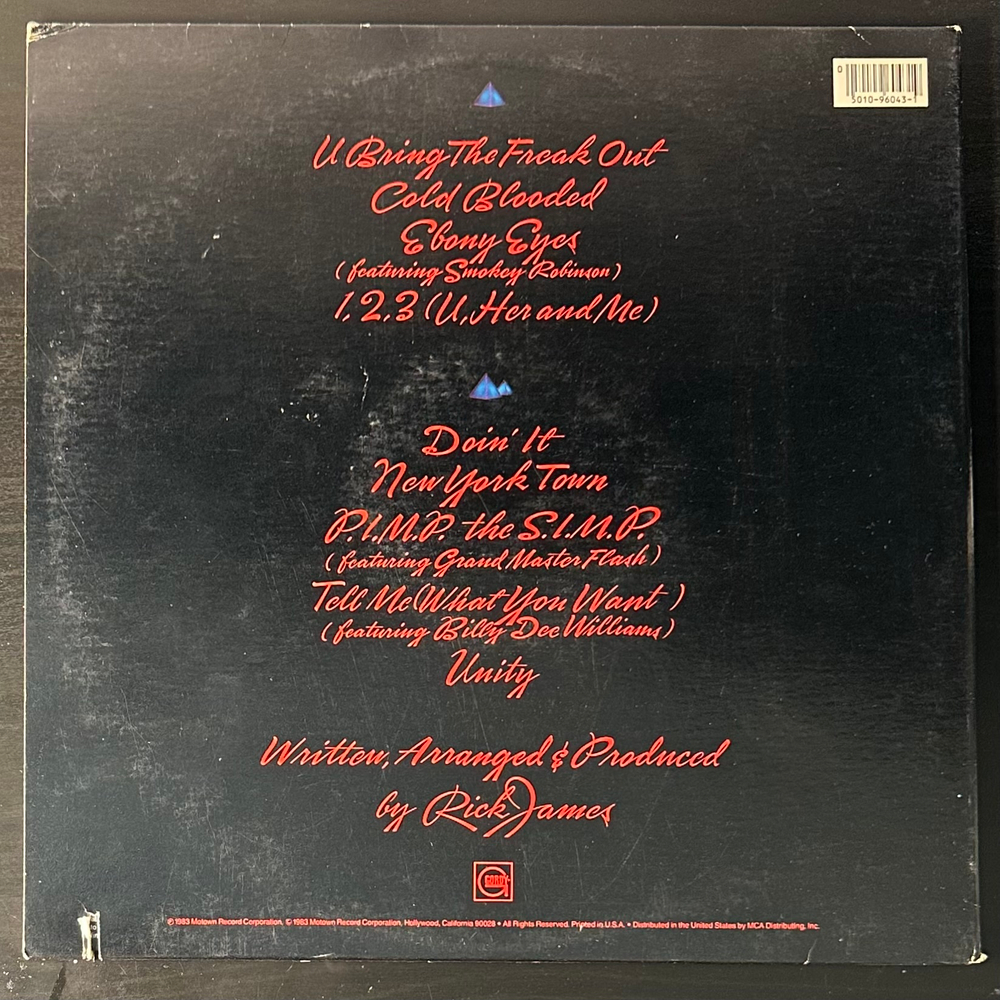 0
5010-96043-1
U Bring The Freak Out
Cold Blooded
Ebony Eyes
(featuring Smokey Robinson)
1, 2, 3 (U, Her and Me)
Doin' It
New York Town
P.I.M.P. the S.I.M.P.
(featuring Grand Master Flash)
Tell Me (What You Want)
(featuring Billy Dee Williams)
Unity
Written, Arranged & Produced
by Rick James
GORDY
℗ 1983 Motown Record Corporation. © 1983 Motown Record Corporation, Hollywood, California 90028 • All Rights Reserved. Printed in U.S.A. • Distributed in the United States by MCA Distributing, Inc.